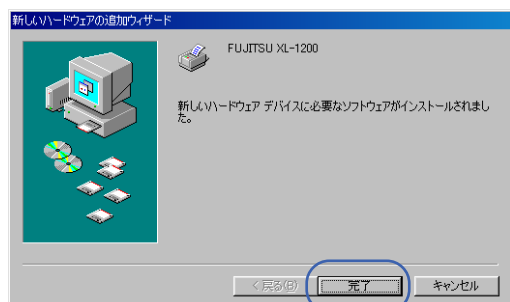 新しいハードウェアの追加ウィザード
FUJITSU XL-1200
新しいハードウェア デバイスに必要なソフトウェアがインストールされまし
た。
< 戻る(B)
完了
キャンセル